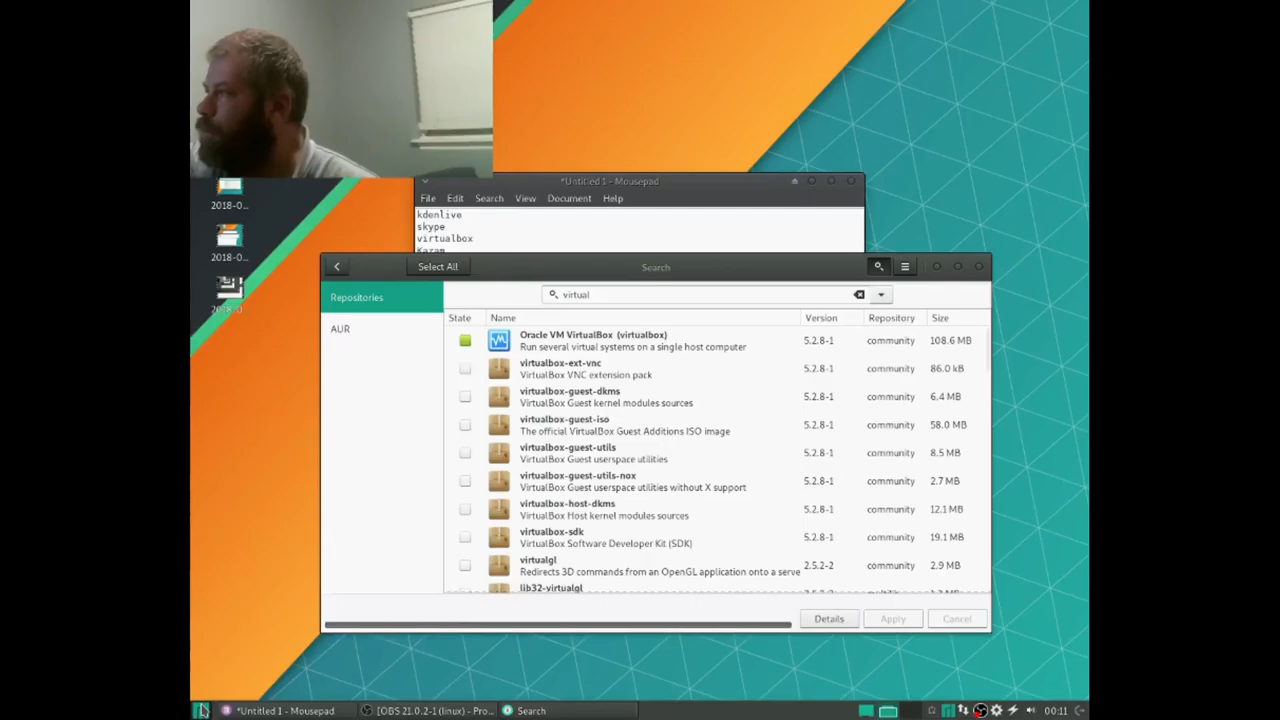 *Untitled 1 - Mousepad
File Edit Search View Document Help
kdenlive
skype
virtualbox
Kazam
2018-0...
2018-0...
2018-0
Select All
Search
virtual
Repositories
AUR
State Name Version Repository Size
Oracle VM VirtualBox (virtualbox)
Run several virtual systems on a single host computer
5.2.8-1 community 108.6 MB
virtualbox-ext-vnc
VirtualBox VNC extension pack
5.2.8-1 community 86.0 kB
virtualbox-guest-dkms
VirtualBox Guest kernel modules sources
5.2.8-1 community 6.4 MB
virtualbox-guest-iso
The official VirtualBox Guest Additions ISO image
5.2.8-1 community 58.0 MB
virtualbox-guest-utils
VirtualBox Guest userspace utilities
5.2.8-1 community 8.5 MB
virtualbox-guest-utils-nox
VirtualBox Guest userspace utilities without X support
5.2.8-1 community 2.7 MB
virtualbox-host-dkms
VirtualBox Host kernel modules sources
5.2.8-1 community 12.1 MB
virtualbox-sdk
VirtualBox Software Developer Kit (SDK)
5.2.8-1 community 19.1 MB
virtualgl
Redirects 3D commands from an OpenGL application onto a serve
2.5.2-2 community 2.9 MB
lib32-virtualgl
Details Apply Cancel
*Untitled 1 - Mousepad
[OBS 21.0.2-1 (linux) - Pro...
Search
00:11